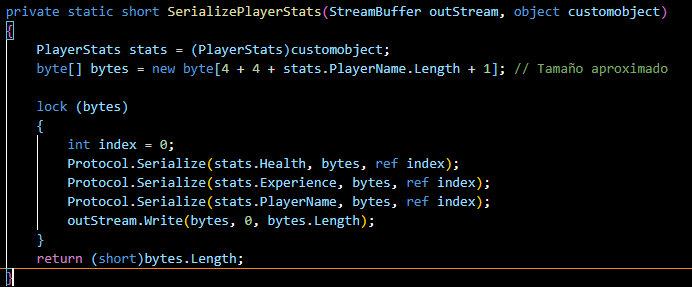 private static short SerializePlayerStats(StreamBuffer outStream, object customobject)
{
    PlayerStats stats = (PlayerStats)customobject;
    byte[] bytes = new byte[4 + 4 + stats.PlayerName.Length + 1]; // Tamaño aproximado

    lock (bytes)
    {
        int index = 0;
        Protocol.Serialize(stats.Health, bytes, ref index);
        Protocol.Serialize(stats.Experience, bytes, ref index);
        Protocol.Serialize(stats.PlayerName, bytes, ref index);
        outStream.Write(bytes, 0, bytes.Length);
    }
    return (short)bytes.Length;
}